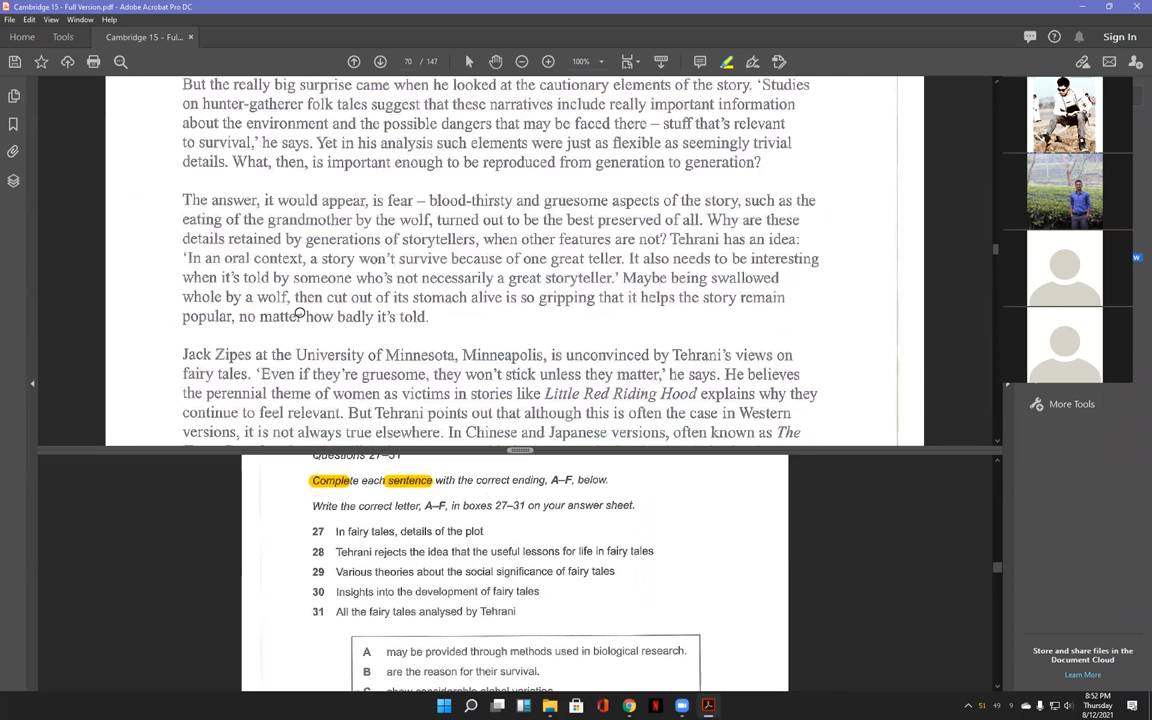 Cambridge 15 - Full Version.pdf - Adobe Acrobat Pro DC
File Edit View Window Help
Home Tools Cambridge 15 - Full... × Sign In
70 / 147 100%
But the really big surprise came when he looked at the cautionary elements of the story. ‘Studies
on hunter-gatherer folk tales suggest that these narratives include really important information
about the environment and the possible dangers that may be faced there – stuff that’s relevant
to survival,’ he says. Yet in his analysis such elements were just as flexible as seemingly trivial
details. What, then, is important enough to be reproduced from generation to generation?
The answer, it would appear, is fear – blood-thirsty and gruesome aspects of the story, such as the
eating of the grandmother by the wolf, turned out to be the best preserved of all. Why are these
details retained by generations of storytellers, when other features are not? Tehrani has an idea:
‘In an oral context, a story won’t survive because of one great teller. It also needs to be interesting
when it’s told by someone who’s not necessarily a great storyteller.’ Maybe being swallowed
whole by a wolf, then cut out of its stomach alive is so gripping that it helps the story remain
popular, no matter how badly it’s told.
Jack Zipes at the University of Minnesota, Minneapolis, is unconvinced by Tehrani’s views on
fairy tales. ‘Even if they’re gruesome, they won’t stick unless they matter,’ he says. He believes
the perennial theme of women as victims in stories like Little Red Riding Hood explains why they
continue to feel relevant. But Tehrani points out that although this is often the case in Western
versions, it is not always true elsewhere. In Chinese and Japanese versions, often known as The
Questions 27–31
Complete each sentence with the correct ending, A–F, below.
Write the correct letter, A–F, in boxes 27–31 on your answer sheet.
27 In fairy tales, details of the plot
28 Tehrani rejects the idea that the useful lessons for life in fairy tales
29 Various theories about the social significance of fairy tales
30 Insights into the development of fairy tales
31 All the fairy tales analysed by Tehrani
A may be provided through methods used in biological research.
B are the reason for their survival.
C show considerable global variation.
More Tools
Store and share files in the
Document Cloud
Learn More
51 49 9
8:52 PM
Thursday
8/12/2021